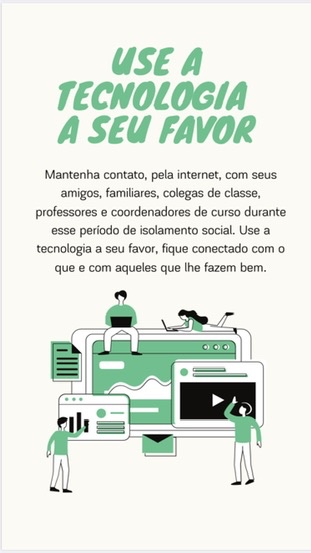 USE A
TECNOLOGIA
A SEU FAVOR
Mantenha contato, pela internet, com seus
amigos, familiares, colegas de classe,
professores e coordenadores de curso durante
esse período de isolamento social. Use a
tecnologia a seu favor, fique conectado com o
que e com aqueles que lhe fazem bem.